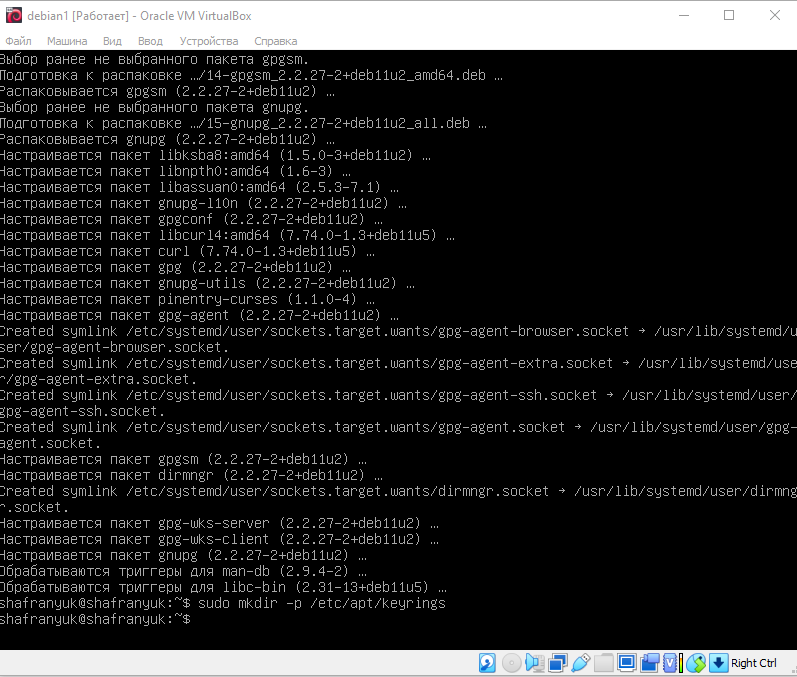 debian1 [Работает] - Oracle VM VirtualBox
Файл Машина Вид Ввод Устройства Справка
Выбор ранее не выбранного пакета gpgsm.
Подготовка к распаковке …/14-gpgsm_2.2.27-2+deb11u2_amd64.deb …
Распаковывается gpgsm (2.2.27-2+deb11u2) …
Выбор ранее не выбранного пакета gnupg.
Подготовка к распаковке …/15-gnupg_2.2.27-2+deb11u2_all.deb …
Распаковывается gnupg (2.2.27-2+deb11u2) …
Настраивается пакет libksba8:amd64 (1.5.0-3+deb11u2) …
Настраивается пакет libnpth0:amd64 (1.6-3) …
Настраивается пакет libassuan0:amd64 (2.5.3-7.1) …
Настраивается пакет gnupg-l10n (2.2.27-2+deb11u2) …
Настраивается пакет gpgconf (2.2.27-2+deb11u2) …
Настраивается пакет libcurl4:amd64 (7.74.0-1.3+deb11u5) …
Настраивается пакет curl (7.74.0-1.3+deb11u5) …
Настраивается пакет gpg (2.2.27-2+deb11u2) …
Настраивается пакет gnupg-utils (2.2.27-2+deb11u2) …
Настраивается пакет pinentry-curses (1.1.0-4) …
Настраивается пакет gpg-agent (2.2.27-2+deb11u2) …
Created symlink /etc/systemd/user/sockets.target.wants/gpg-agent-browser.socket → /usr/lib/systemd/u
ser/gpg-agent-browser.socket.
Created symlink /etc/systemd/user/sockets.target.wants/gpg-agent-extra.socket → /usr/lib/systemd/use
r/gpg-agent-extra.socket.
Created symlink /etc/systemd/user/sockets.target.wants/gpg-agent-ssh.socket → /usr/lib/systemd/user/
gpg-agent-ssh.socket.
Created symlink /etc/systemd/user/sockets.target.wants/gpg-agent.socket → /usr/lib/systemd/user/gpg-
agent.socket.
Настраивается пакет gpgsm (2.2.27-2+deb11u2) …
Настраивается пакет dirmngr (2.2.27-2+deb11u2) …
Created symlink /etc/systemd/user/sockets.target.wants/dirmngr.socket → /usr/lib/systemd/user/dirmng
r.socket.
Настраивается пакет gpg-wks-server (2.2.27-2+deb11u2) …
Настраивается пакет gpg-wks-client (2.2.27-2+deb11u2) …
Настраивается пакет gnupg (2.2.27-2+deb11u2) …
Обрабатываются триггеры для man-db (2.9.4-2) …
Обрабатываются триггеры для libc-bin (2.31-13+deb11u5) …
shafranyuk@shafranyuk:~$ sudo mkdir -p /etc/apt/keyrings
shafranyuk@shafranyuk:~$
Right Ctrl